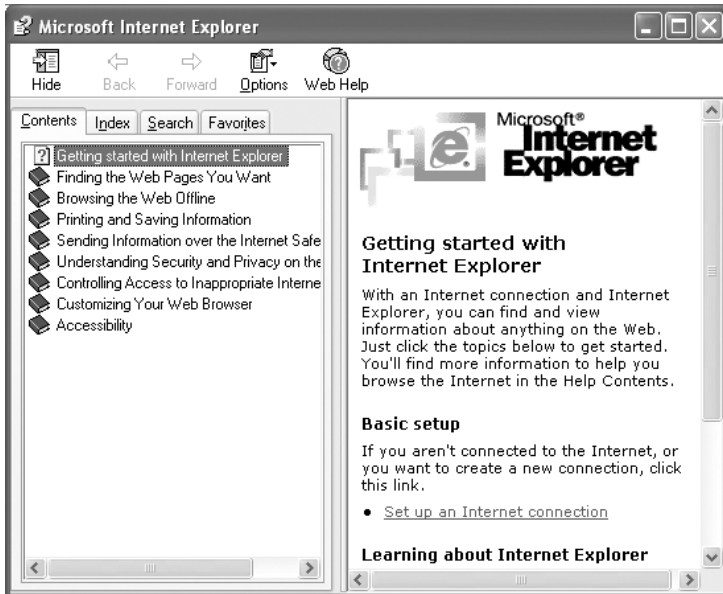 Microsoft Internet Explorer
Hide Back Forward Options Web Help
Contents Index Search Favorites
Getting started with Internet Explorer
Finding the Web Pages You Want
Browsing the Web Offline
Printing and Saving Information
Sending Information over the Internet Safe
Understanding Security and Privacy on the
Controlling Access to Inappropriate Interne
Customizing Your Web Browser
Accessibility
Microsoft®
Internet
Explorer
Getting started with
Internet Explorer
With an Internet connection and Internet
Explorer, you can find and view
information about anything on the Web.
Just click the topics below to get started.
You'll find more information to help you
browse the Internet in the Help Contents.
Basic setup
If you aren't connected to the Internet, or
you want to create a new connection, click
this link.
• Set up an Internet connection
Learning about Internet Explorer